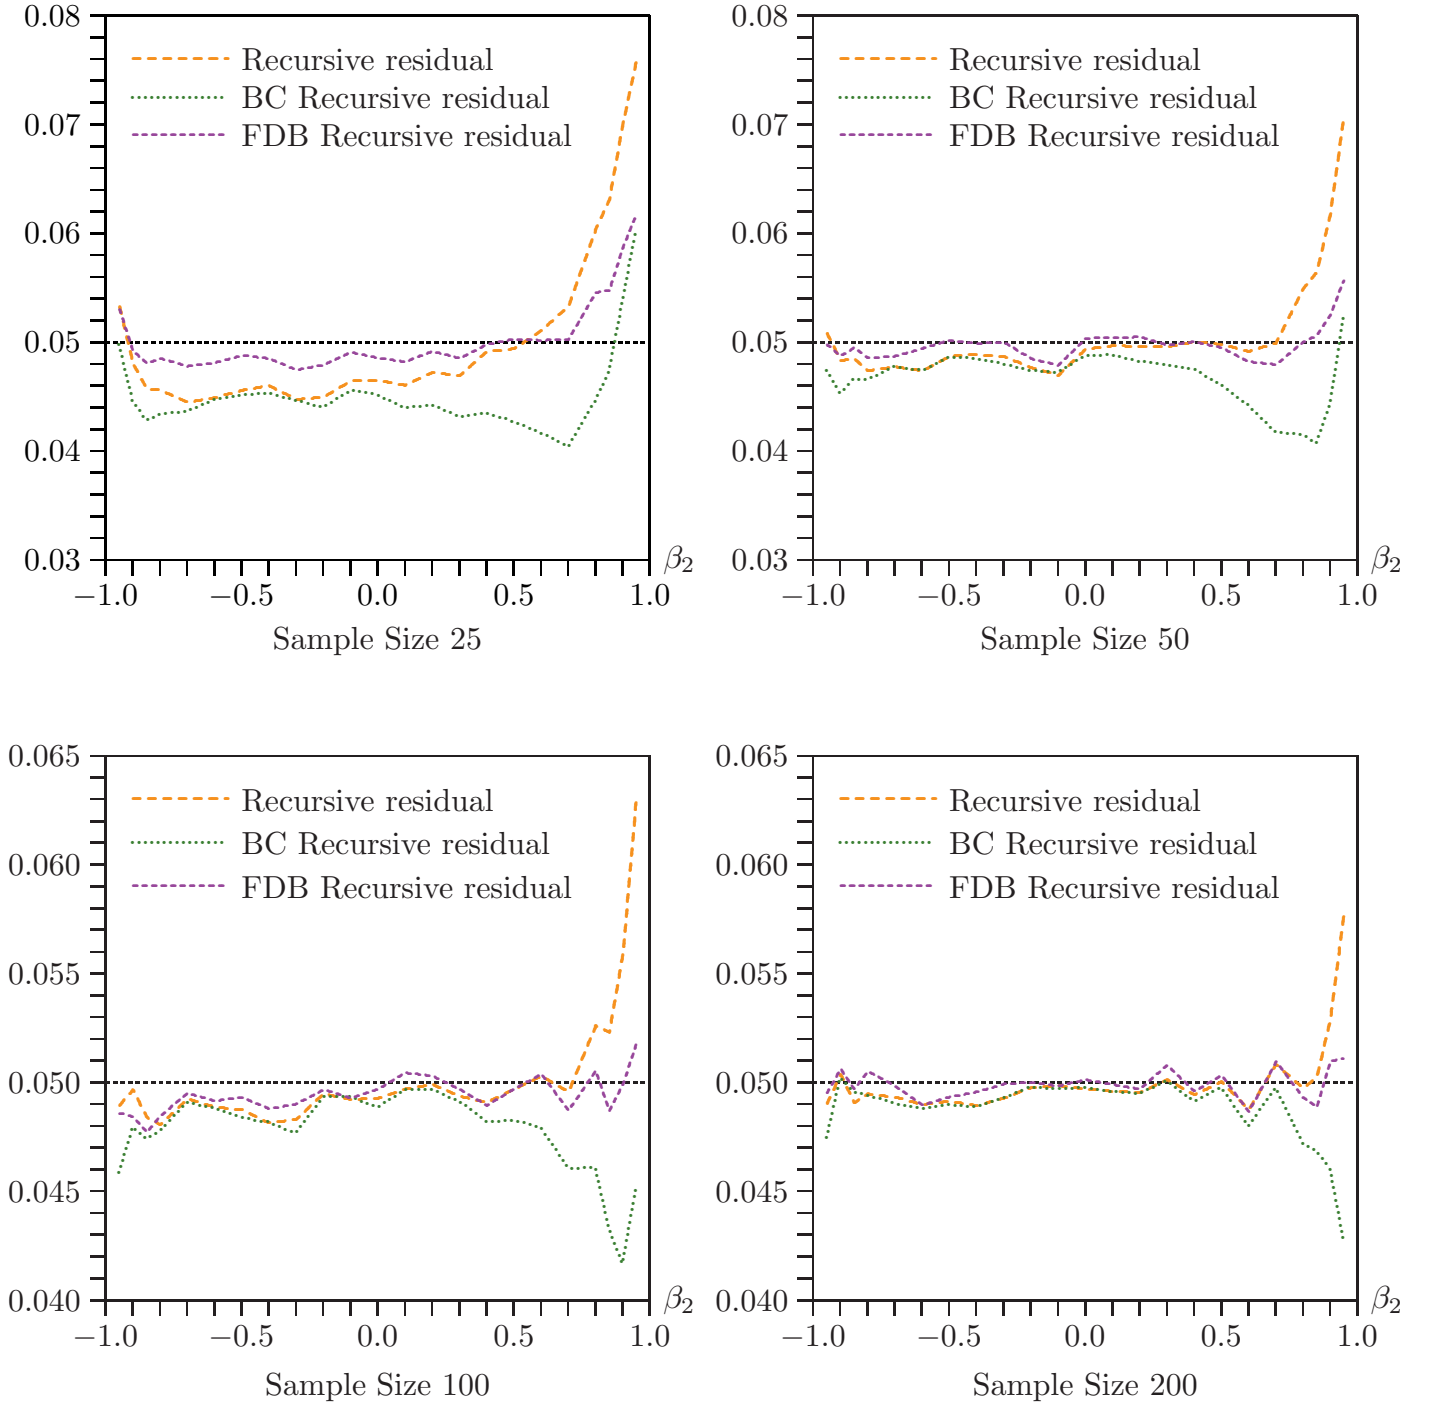 0.08
0.07
0.06
0.05
0.04
0.03
Recursive residual
BC Recursive residual
FDB Recursive residual
−1.0 −0.5 0.0 0.5 1.0
β₂
Sample Size 25
0.08
0.07
0.06
0.05
0.04
0.03
Recursive residual
BC Recursive residual
FDB Recursive residual
−1.0 −0.5 0.0 0.5 1.0
β₂
Sample Size 50
0.065
0.060
0.055
0.050
0.045
0.040
Recursive residual
BC Recursive residual
FDB Recursive residual
−1.0 −0.5 0.0 0.5 1.0
β₂
Sample Size 100
0.065
0.060
0.055
0.050
0.045
0.040
Recursive residual
BC Recursive residual
FDB Recursive residual
−1.0 −0.5 0.0 0.5 1.0
β₂
Sample Size 200